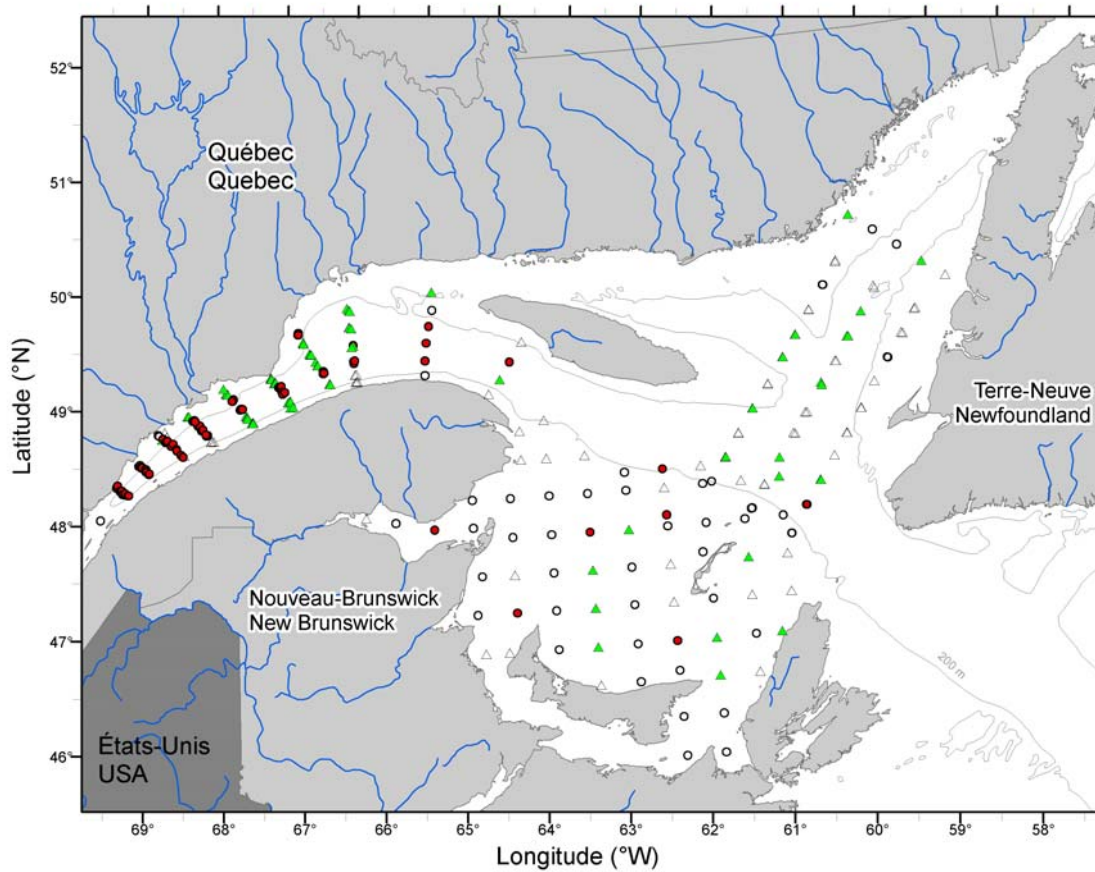 52°
51°
50°
49°
48°
47°
46°
Latitude (°N)
Québec
Quebec
Terre-Neuve
Newfoundland
Nouveau-Brunswick
New Brunswick
200 m
États-Unis
USA
69° 68° 67° 66° 65° 64° 63° 62° 61° 60° 59° 58°
Longitude (°W)